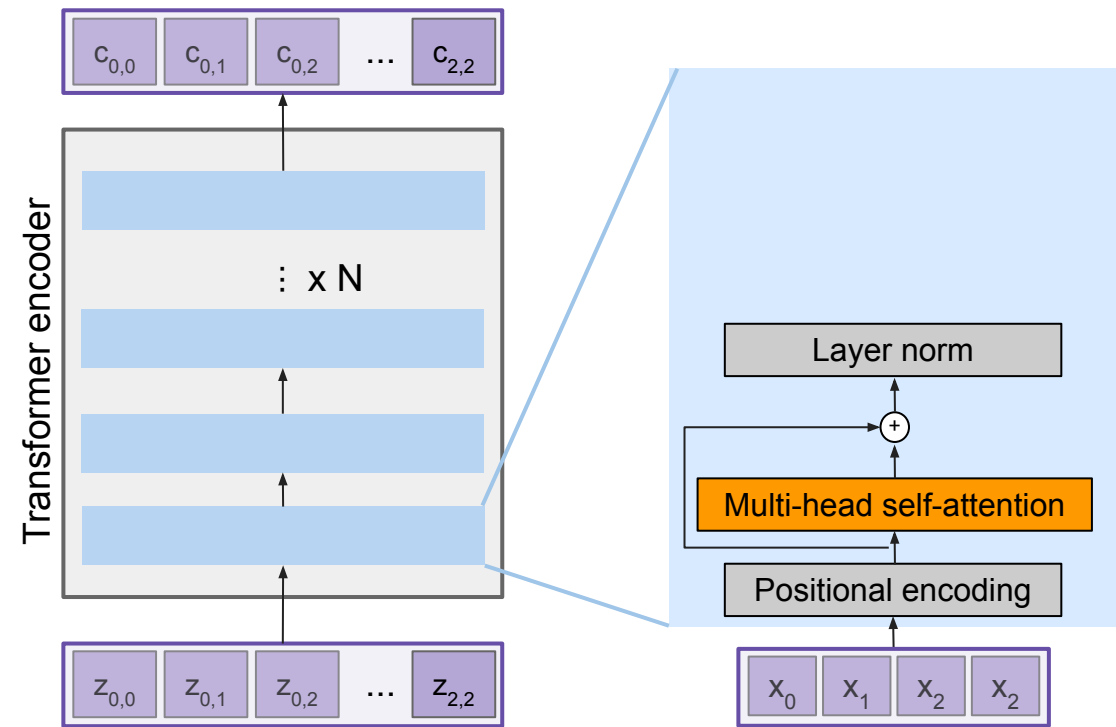 c0,0 c0,1 c0,2 ... c2,2
Transformer encoder
⋮ x N
z0,0 z0,1 z0,2 ... z2,2
Layer norm
+
Multi-head self-attention
Positional encoding
x0 x1 x2 x2